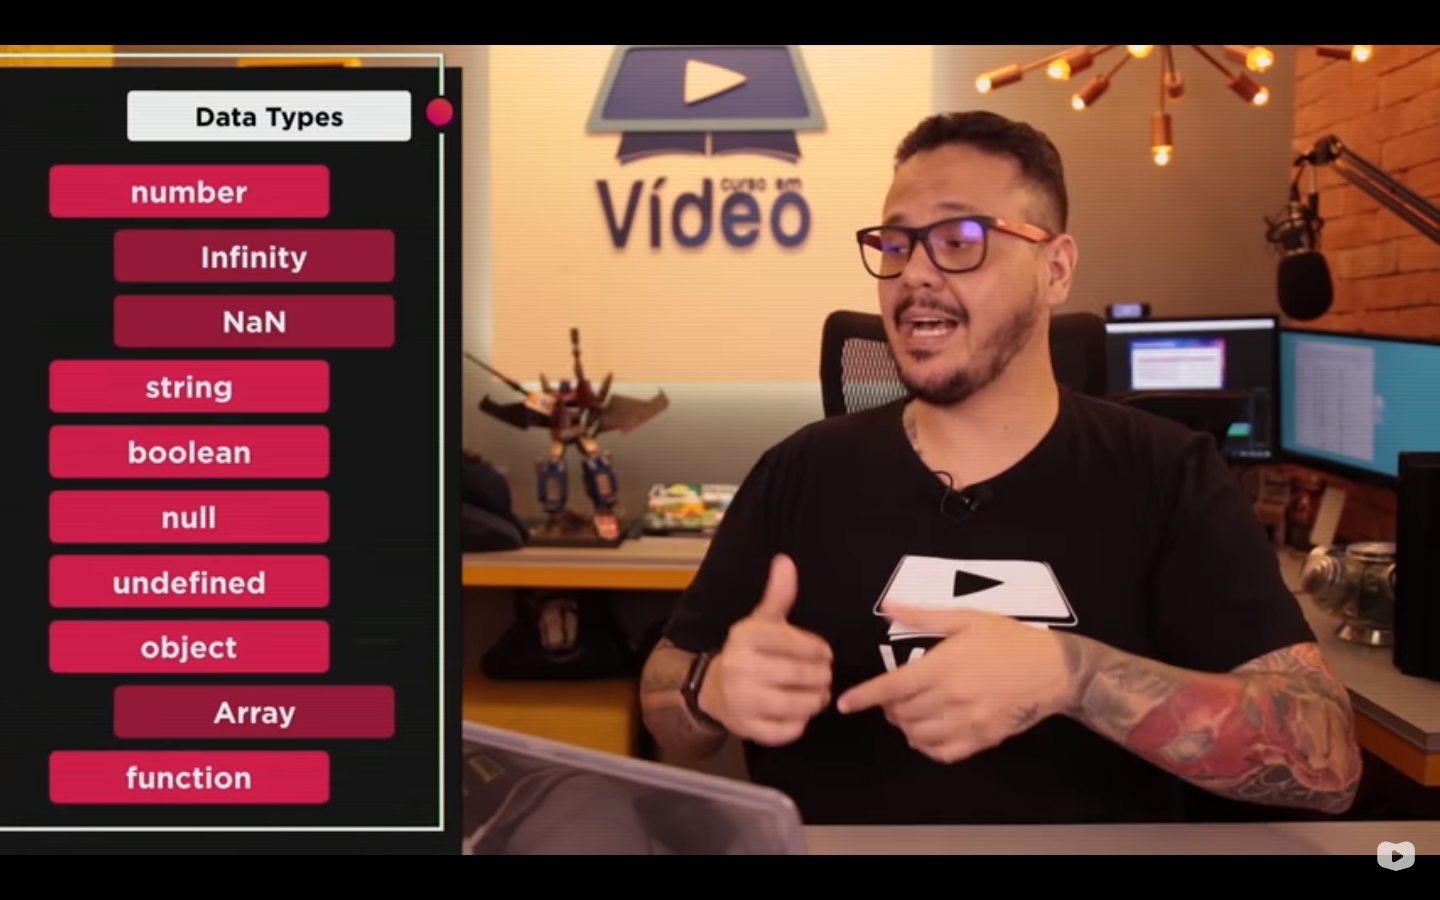 Data Types
number
Infinity
NaN
string
boolean
null
undefined
object
Array
function
curso em
Vídeo